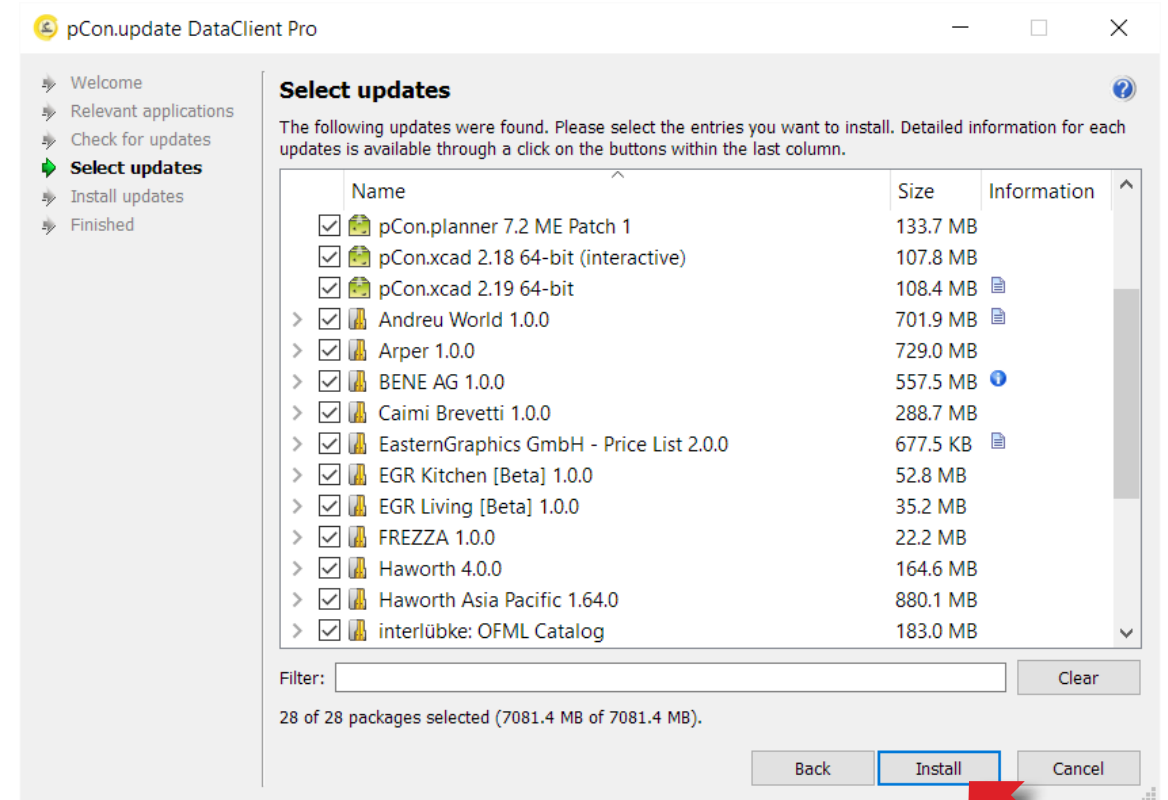 pCon.update DataClient Pro
Welcome
Relevant applications
Check for updates
Select updates
Install updates
Finished
Select updates
The following updates were found. Please select the entries you want to install. Detailed information for each
updates is available through a click on the buttons within the last column.
Name Size Information
pCon.planner 7.2 ME Patch 1 133.7 MB
pCon.xcad 2.18 64-bit (interactive) 107.8 MB
pCon.xcad 2.19 64-bit 108.4 MB
Andreu World 1.0.0 701.9 MB
Arper 1.0.0 729.0 MB
BENE AG 1.0.0 557.5 MB
Caimi Brevetti 1.0.0 288.7 MB
EasternGraphics GmbH - Price List 2.0.0 677.5 KB
EGR Kitchen [Beta] 1.0.0 52.8 MB
EGR Living [Beta] 1.0.0 35.2 MB
FREZZA 1.0.0 22.2 MB
Haworth 4.0.0 164.6 MB
Haworth Asia Pacific 1.64.0 880.1 MB
interlübke: OFML Catalog 183.0 MB
Filter: Clear
28 of 28 packages selected (7081.4 MB of 7081.4 MB).
Back Install Cancel